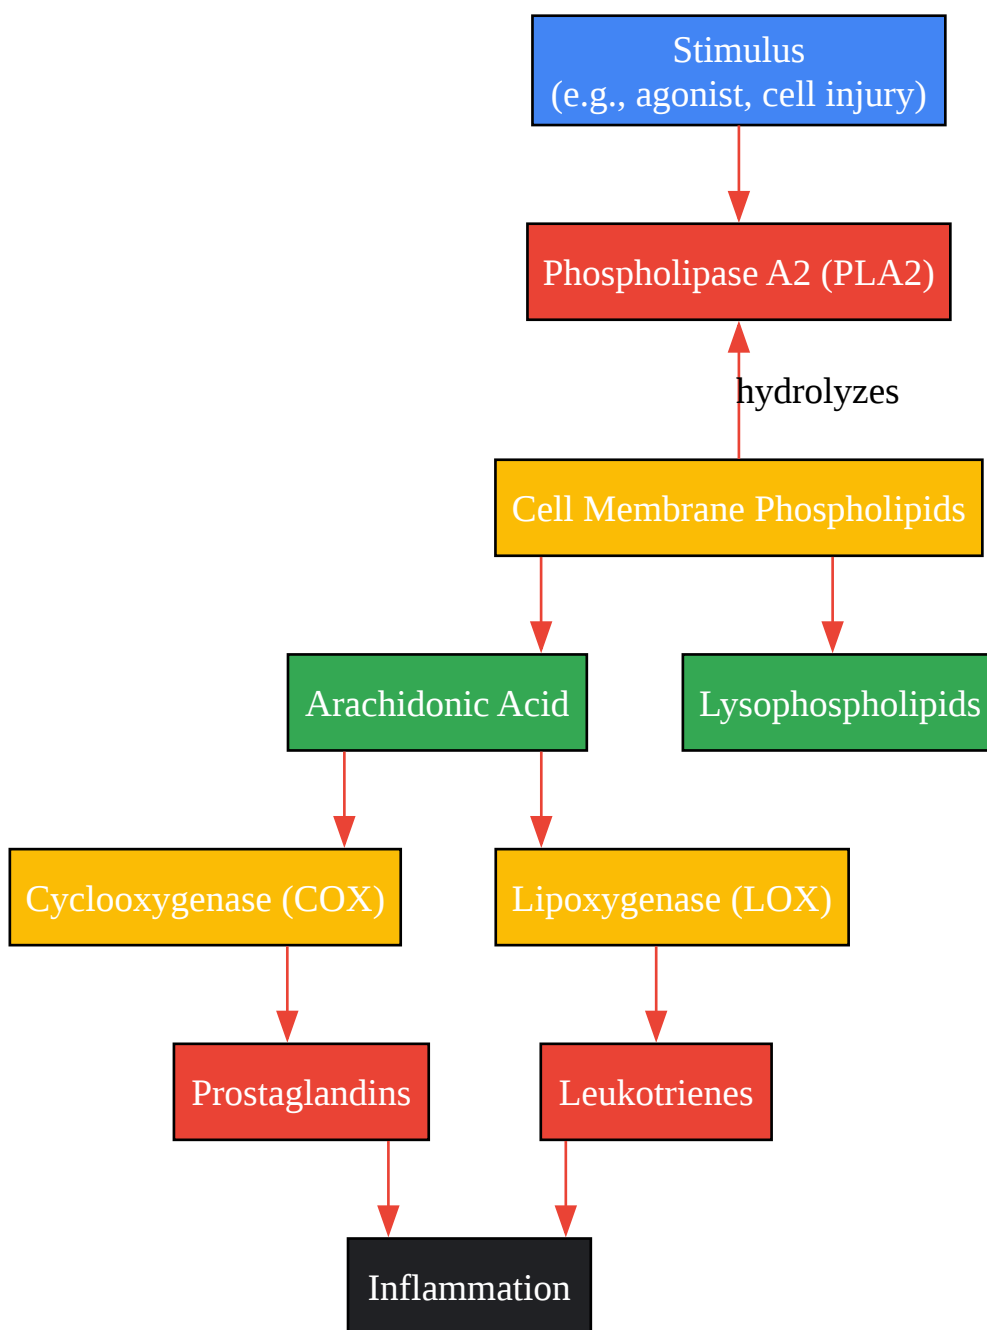 Stimulus
(e.g., agonist, cell injury)
Phospholipase A2 (PLA2)
hydrolyzes
Cell Membrane Phospholipids
Arachidonic Acid
Lysophospholipids
Cyclooxygenase (COX)
Lipoxygenase (LOX)
Prostaglandins
Leukotrienes
Inflammation